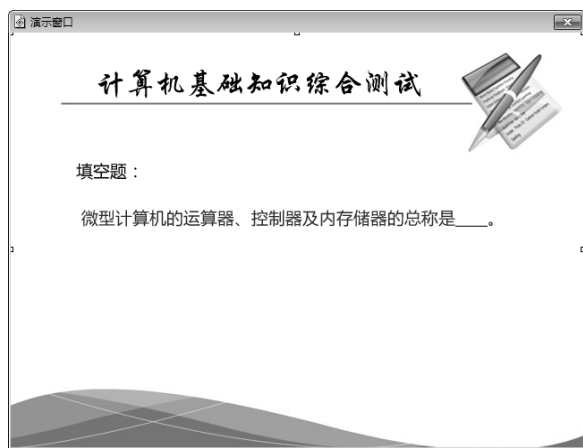 演示窗口
计算机基础知识综合测试
填空题：
微型计算机的运算器、控制器及内存储器的总称是____。